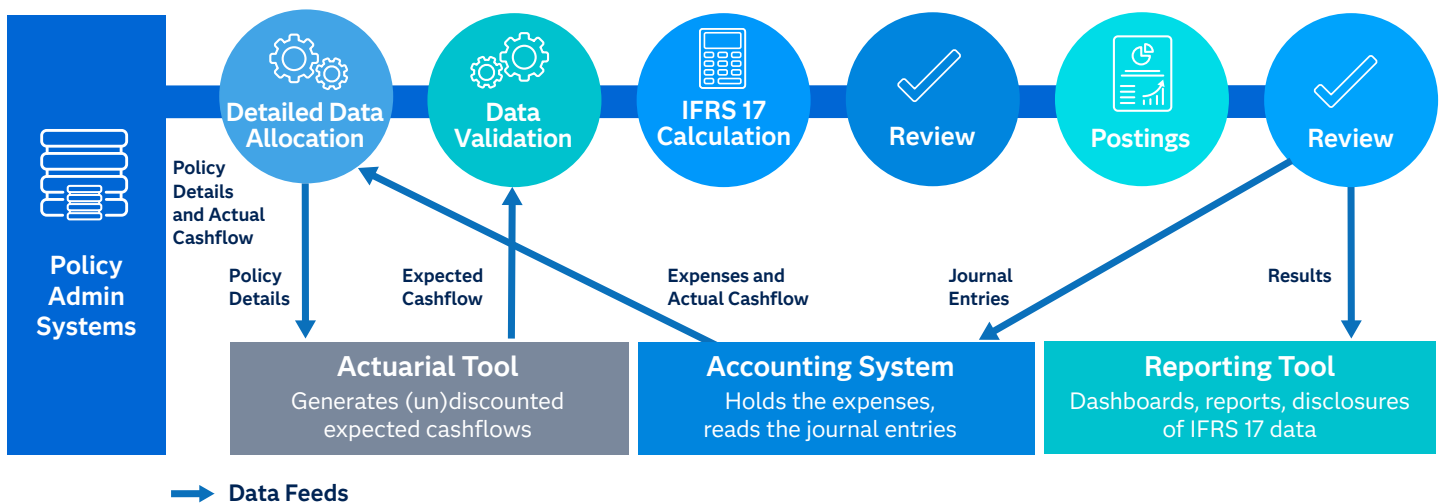 Detailed Data
Allocation
Data
Validation
IFRS 17
Calculation
Review
Postings
Review
Policy
Admin
Systems
Policy
Details
and Actual
Cashflow
Policy
Details
Expected
Cashflow
Expenses and
Actual Cashflow
Journal
Entries
Results
Actuarial Tool
Generates (un)discounted
expected cashflows
Accounting System
Holds the expenses,
reads the journal entries
Reporting Tool
Dashboards, reports, disclosures
of IFRS 17 data
Data Feeds